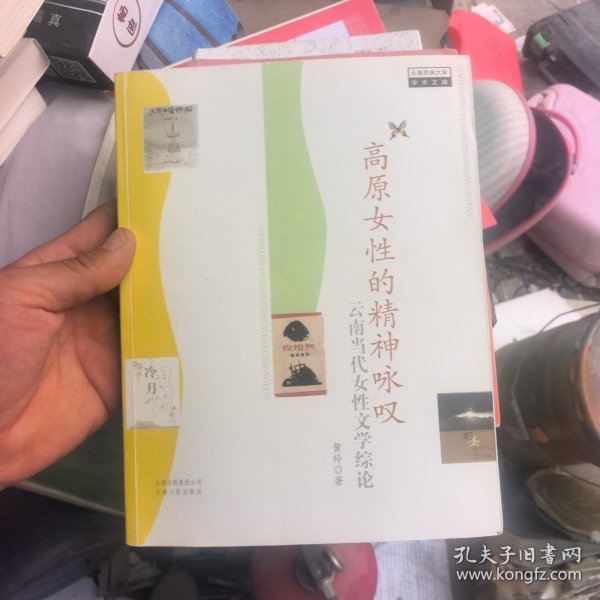 云南民族大学
学术文库
高原女性的精神咏叹
云南当代女性文学综论
黄玲◎著
GAOYUANNVXINGDEJINGSHENYONGTAN
YUNNANDANGDAINVXINGWENXUEZONGLUN
冷月
云南出版集团公司
云南人民出版社
孔夫子旧书网
www.kongfz.com